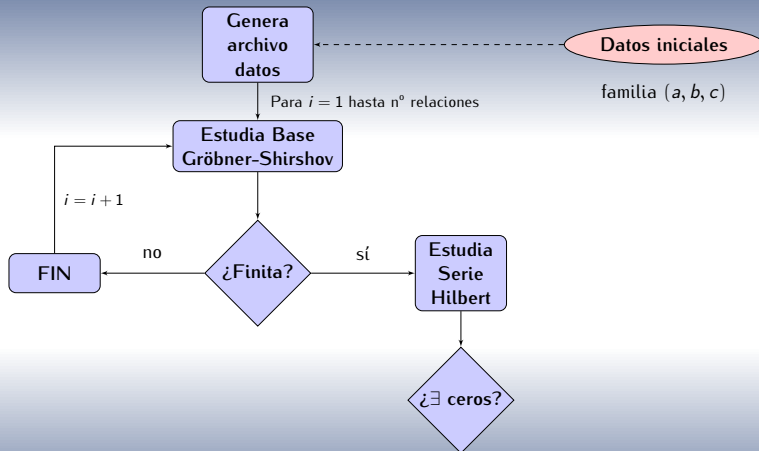 Genera
archivo
datos
Datos iniciales
familia (a, b, c)
Para i = 1 hasta nº relaciones
Estudia Base
Gröbner-Shirshov
i = i + 1
FIN
no
¿Finita?
sí
Estudia
Serie
Hilbert
¿∃ ceros?